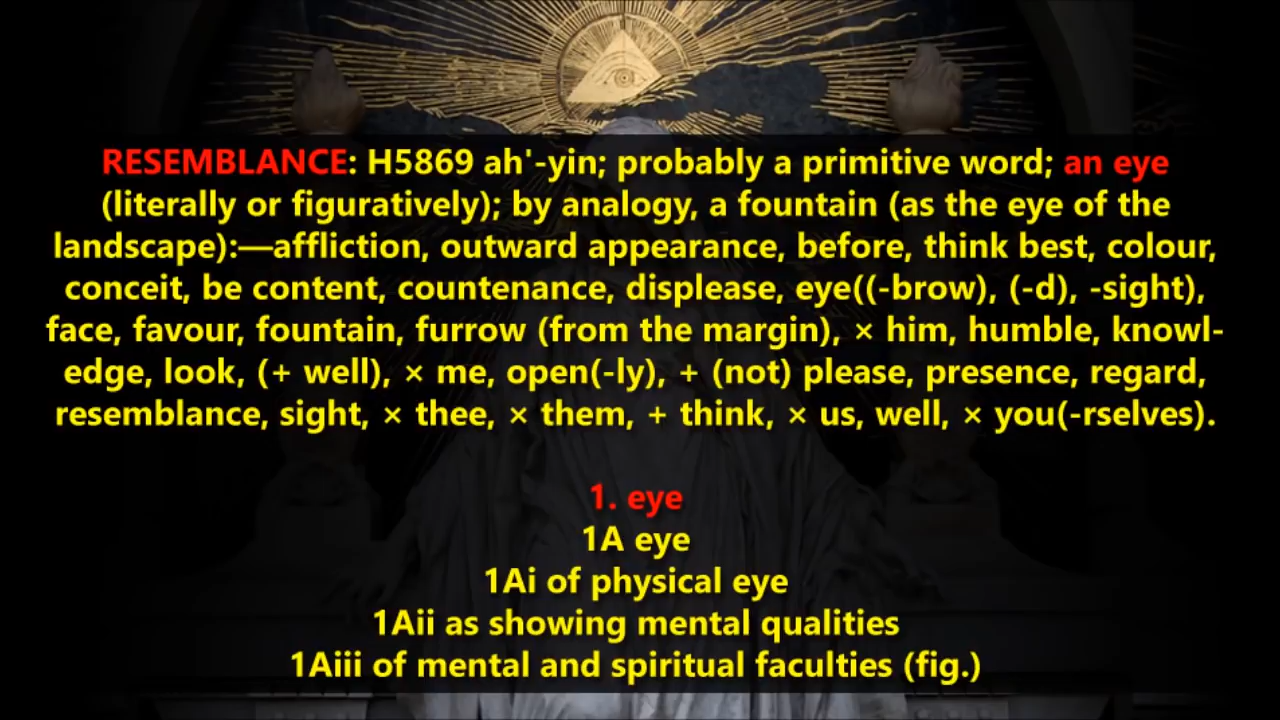 RESEMBLANCE: H5869 ah'-yin; probably a primitive word; an eye
(literally or figuratively); by analogy, a fountain (as the eye of the
landscape):—affliction, outward appearance, before, think best, colour,
conceit, be content, countenance, displease, eye((-brow), (-d), -sight),
face, favour, fountain, furrow (from the margin), × him, humble, knowl-
edge, look, (+ well), × me, open(-ly), + (not) please, presence, regard,
resemblance, sight, × thee, × them, + think, × us, well, × you(-rselves).
1. eye
1A eye
1Ai of physical eye
1Aii as showing mental qualities
1Aiii of mental and spiritual faculties (fig.)